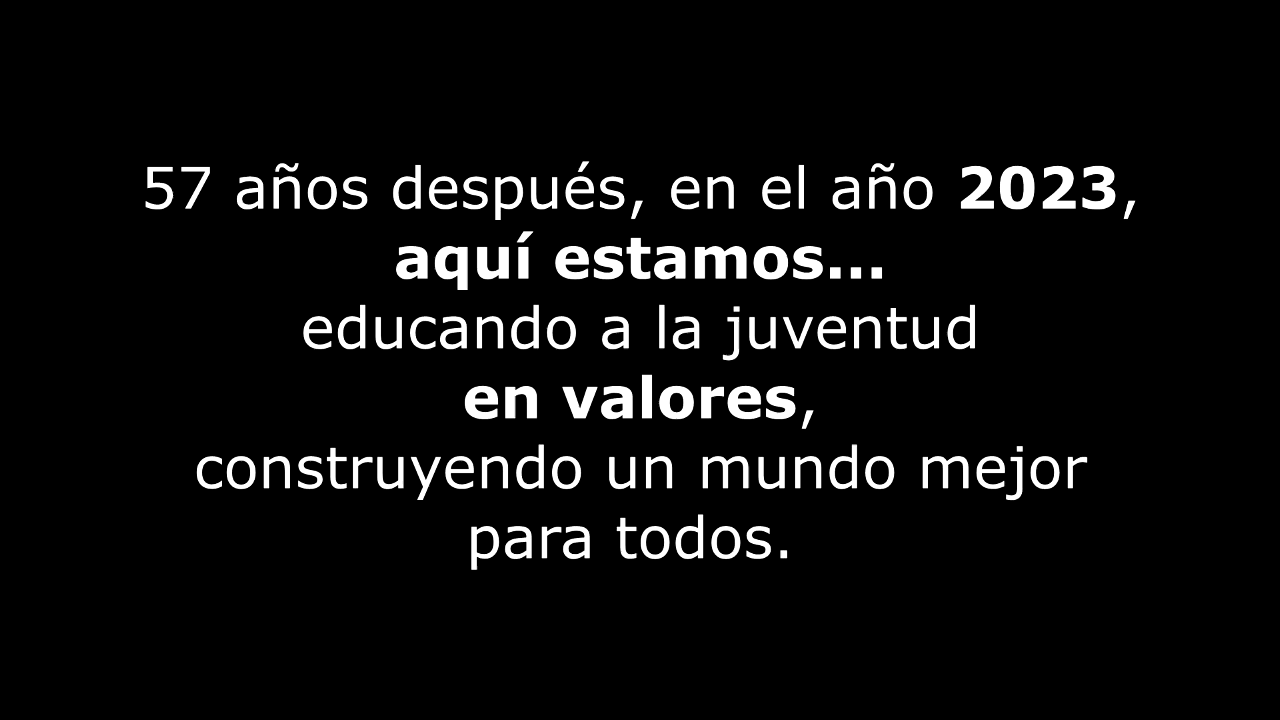 57 años después, en el año 2023,
aquí estamos...
educando a la juventud
en valores,
construyendo un mundo mejor
para todos.